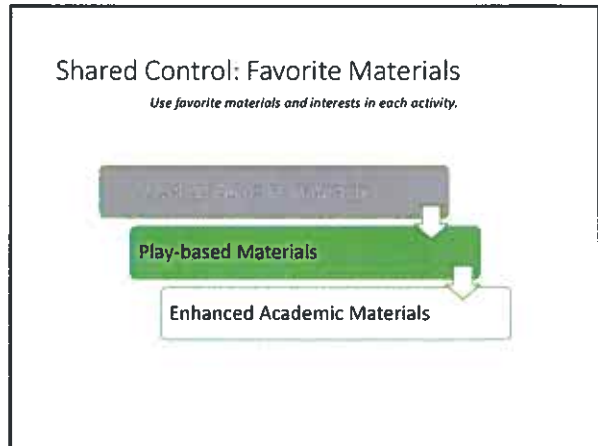 Shared Control: Favorite Materials
Use favorite materials and interests in each activity.
Play-based Materials
Enhanced Academic Materials